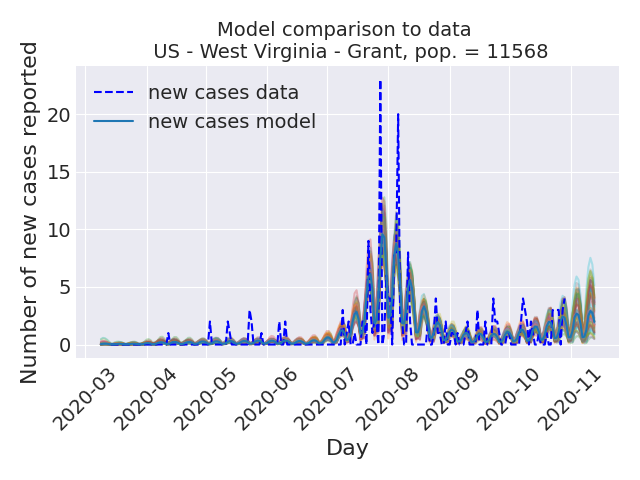 Model comparison to data
US - West Virginia - Grant, pop. = 11568
Number of new cases reported
20
15
10
5
0
new cases data
new cases model
2020-03
2020-04
2020-05
2020-06
2020-07
2020-08
2020-09
2020-10
2020-11
Day